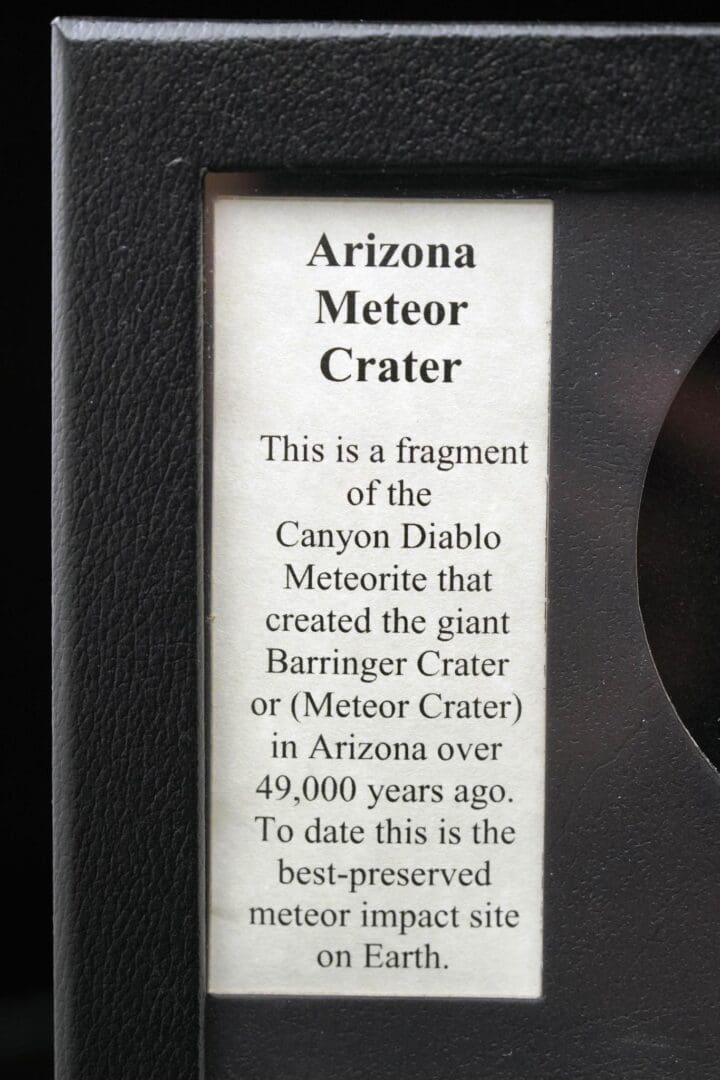 Arizona
Meteor
Crater
This is a fragment
of the
Canyon Diablo
Meteorite that
created the giant
Barringer Crater
or (Meteor Crater)
in Arizona over
49,000 years ago.
To date this is the
best-preserved
meteor impact site
on Earth.